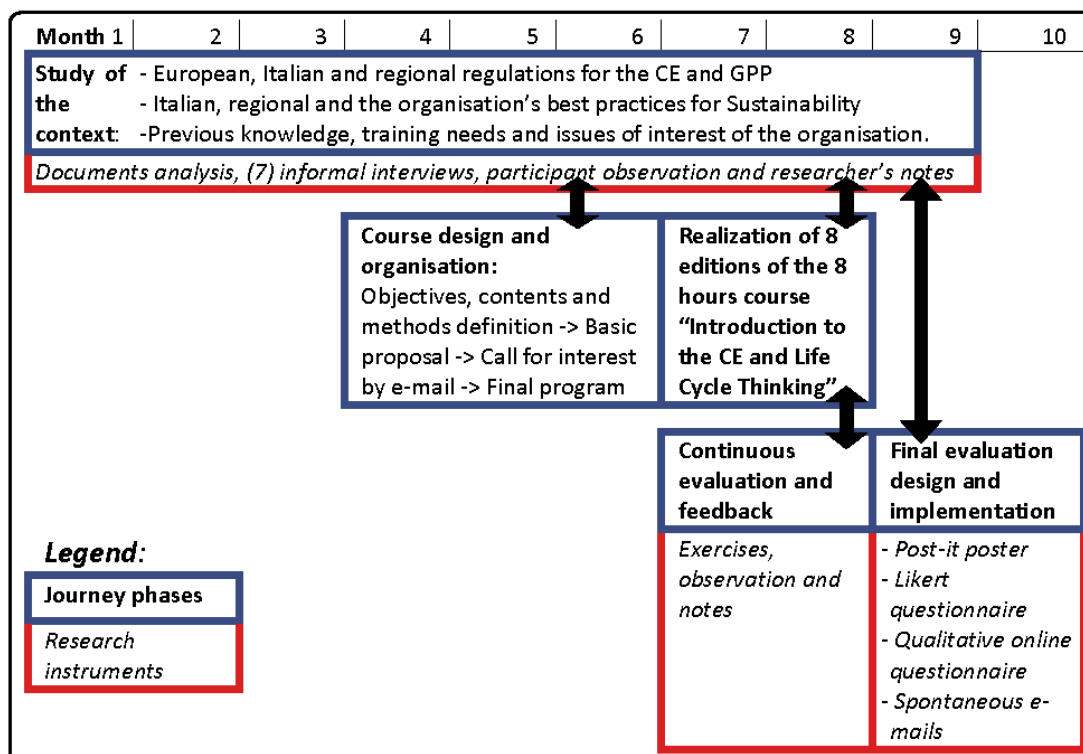 Month 1 2 3 4 5 6 7 8 9 10
Study of the context: - European, Italian and regional regulations for the CE and GPP
- Italian, regional and the organisation's best practices for Sustainability
-Previous knowledge, training needs and issues of interest of the organisation.
Documents analysis, (7) informal interviews, participant observation and researcher's notes
Course design and
organisation:
Objectives, contents and
methods definition -> Basic
proposal -> Call for interest
by e-mail -> Final program
Realization of 8
editions of the 8
hours course
“Introduction to
the CE and Life
Cycle Thinking”
Continuous
evaluation and
feedback
Exercises,
observation and
notes
Final evaluation
design and
implementation
- Post-it poster
- Likert
questionnaire
- Qualitative online
questionnaire
- Spontaneous e-
mails
Legend:
Journey phases
Research
instruments